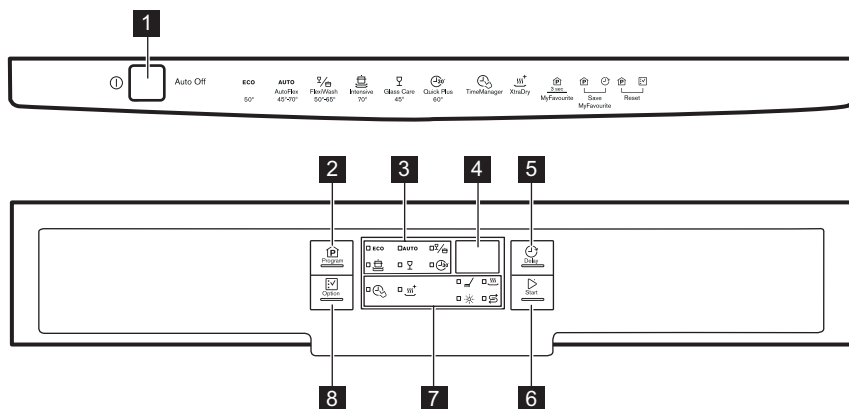 1
Auto Off
ECO
50°
AUTO
AutoFlex
45°-70°
FlexiWash
50°-65°
Intensive
70°
Glass Care
45°
30'
Quick Plus
60°
TimeManager
XtraDry
P
3 sec
MyFavourite
P
Save
MyFavourite
P
Reset
2
3
4
5
P
Program
ECO
AUTO
30'
Delay
Option
Start
8
7
6